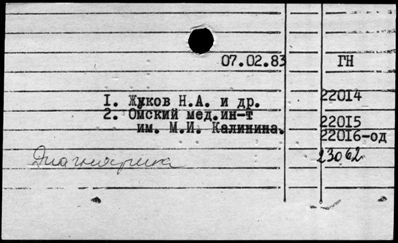 07.02.83 ГН
1. Жуков Н.А. и др. 22014
2. Омский мед.ин-т 22015
им. М.И. Калинина. 22016-од
Диагностика 23062